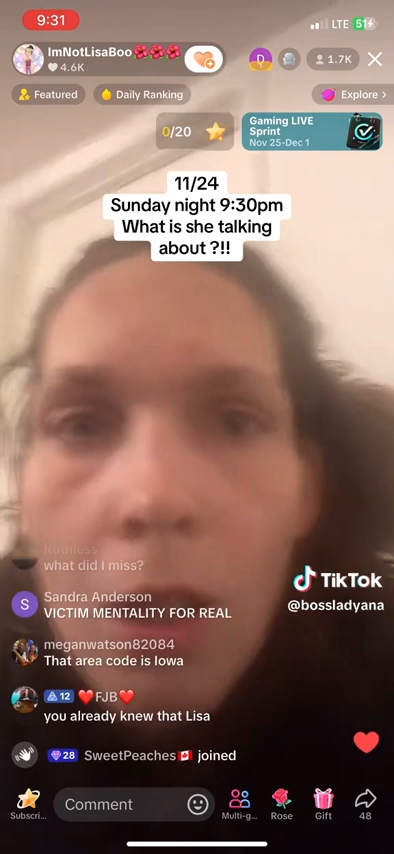 9:31
LTE 51
ImNotLisaBoo🌺🌺🌺
4.6K
D
1.7K
Featured
Daily Ranking
Explore >
0/20
Gaming LIVE
Sprint
Nov 25-Dec 1
11/24
Sunday night 9:30pm
What is she talking
about ?!!
Ruthless
what did I miss?
TikTok
@bossladyana
S
Sandra Anderson
VICTIM MENTALITY FOR REAL
meganwatson82084
That area code is Iowa
12 ❤️FJB❤️
you already knew that Lisa
28 SweetPeaches🇨🇦 joined
Comment
Subscri...
Multi-g...
Rose
Gift
48